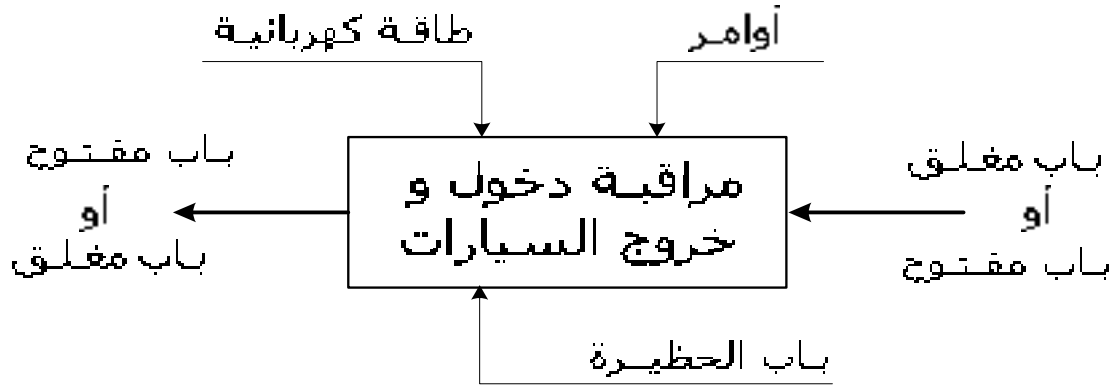 أوامر
طاقة كهربائية
باب مغلق
أو
باب مفتوح
مراقبة دخول و
خروج السيارات
باب مفتوح
أو
باب مغلق
باب الحظيرة